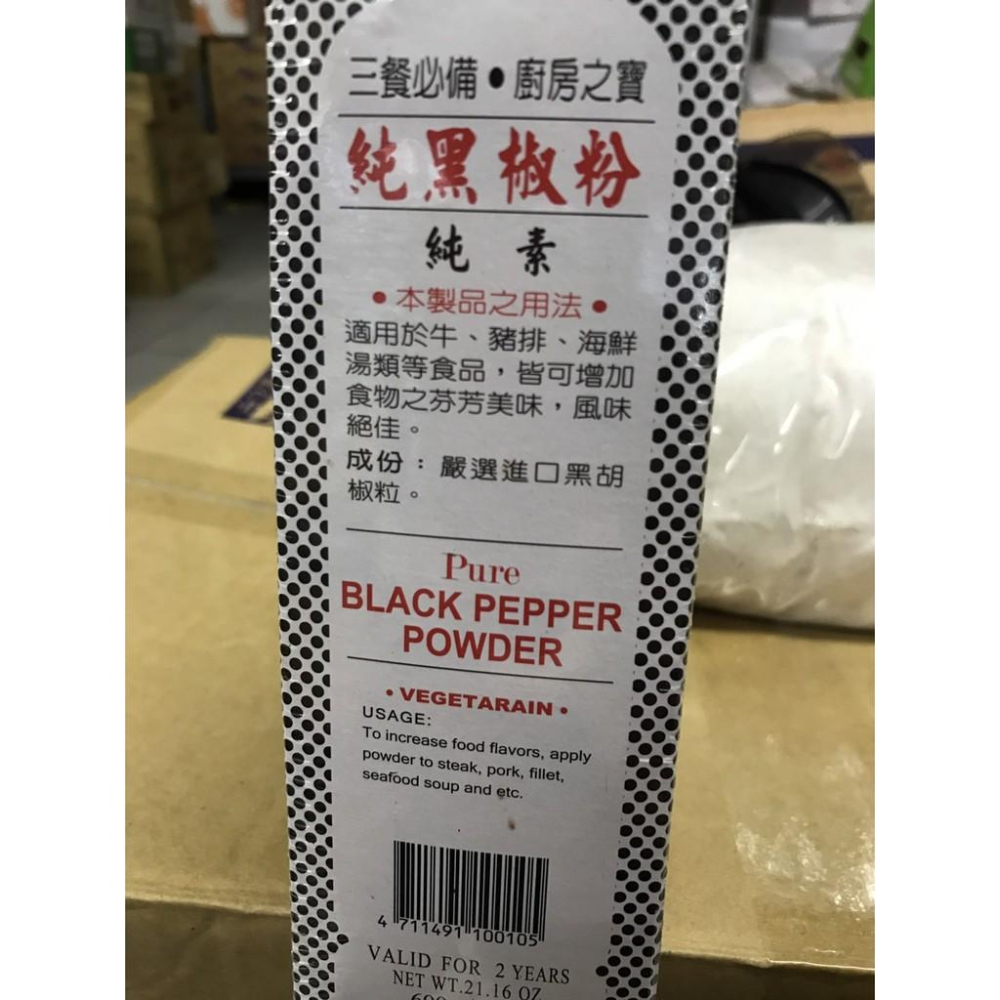 三餐必備●廚房之寶
純黑椒粉
純素
•本製品之用法•
適用於牛、豬排、海鮮
湯類等食品，皆可增加
食物之芬芳美味，風味
絕佳。
成份：嚴選進口黑胡
椒粒。
Pure
BLACK PEPPER
POWDER
• VEGETARAIN •
USAGE:
To increase food flavors, apply
powder to steak, pork, fillet,
seafood soup and etc.
4 711491 100105
VALID FOR 2 YEARS
NET WT.21.16 OZ